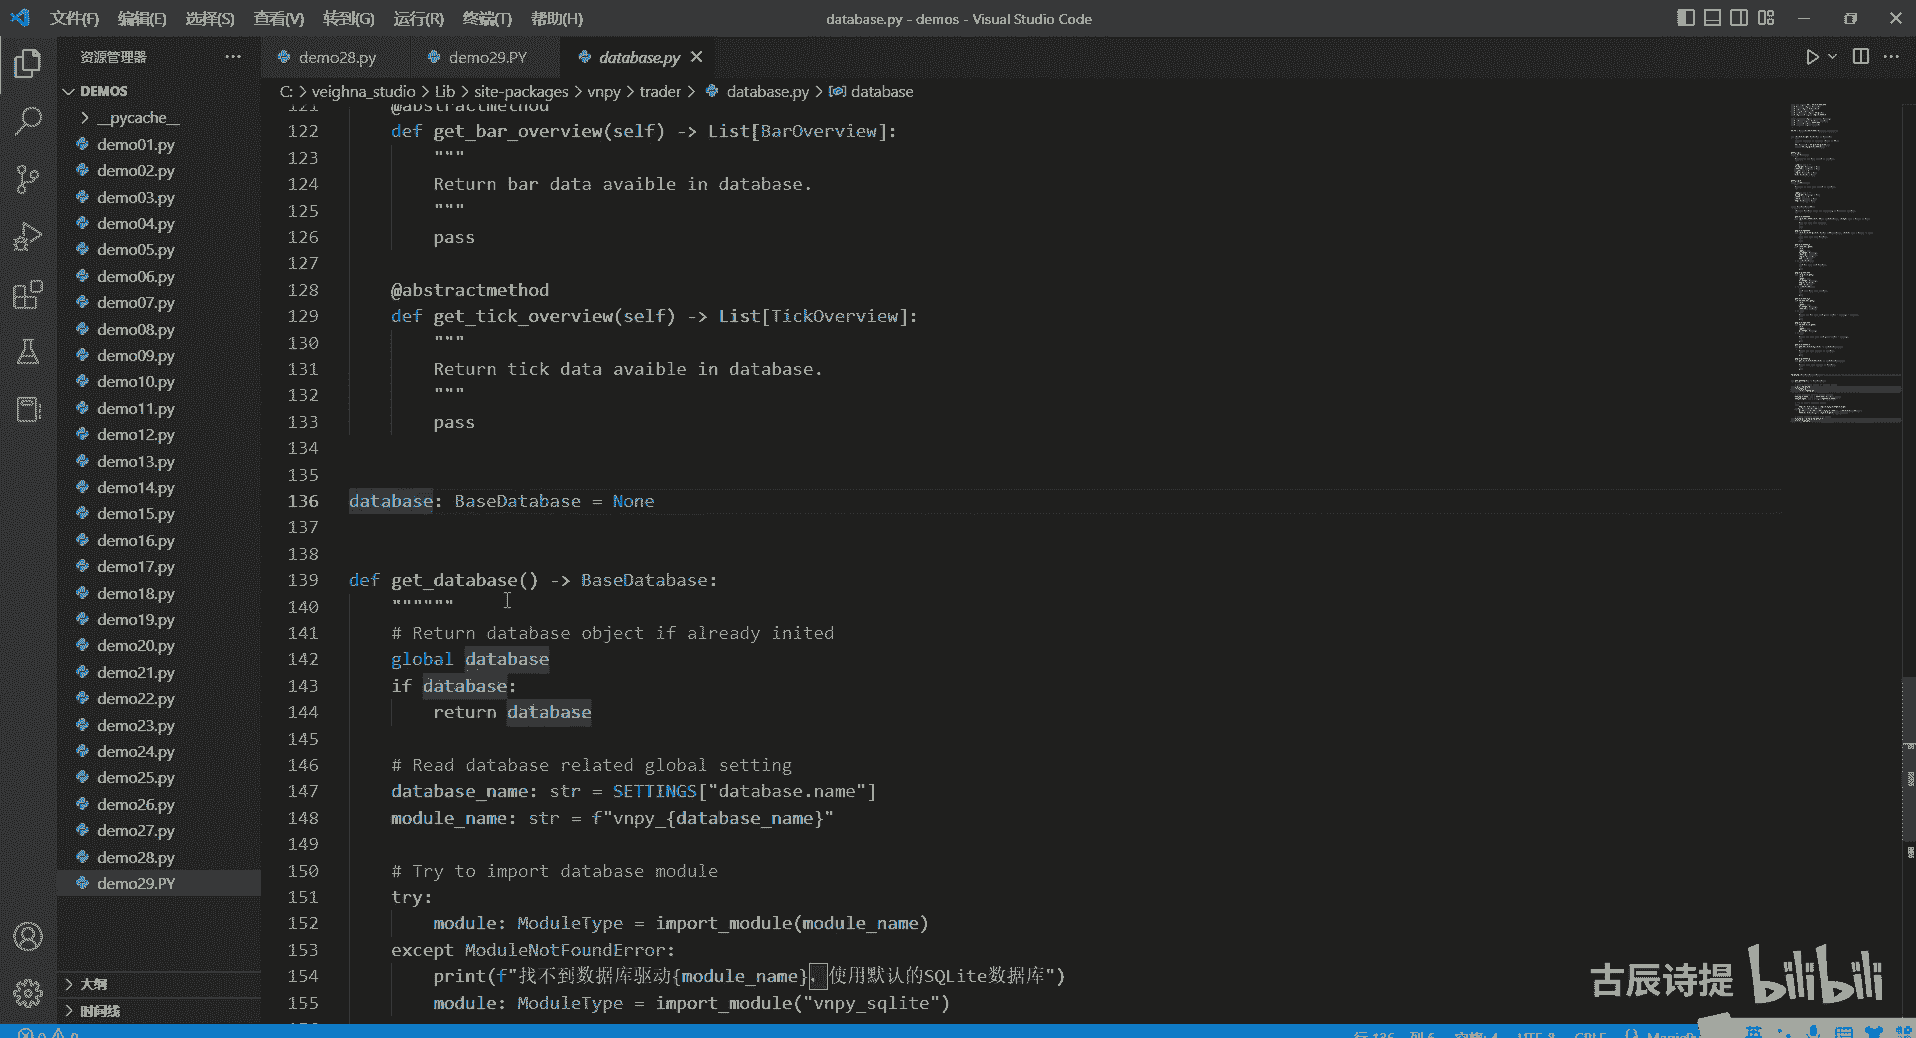 文件(F) 编辑(E) 选择(S) 查看(V) 转到(G) 运行(R) 终端(T) 帮助(H) database.py - demos - Visual Studio Code
资源管理器 demo28.py demo29.PY database.py
DEMOS
C: > veighna_studio > Lib > site-packages > vnpy > trader > database.py > database
__pycache__
demo01.py
demo02.py
demo03.py
demo04.py
demo05.py
demo06.py
demo07.py
demo08.py
demo09.py
demo10.py
demo11.py
demo12.py
demo13.py
demo14.py
demo15.py
demo16.py
demo17.py
demo18.py
demo19.py
demo20.py
demo21.py
demo22.py
demo23.py
demo24.py
demo25.py
demo26.py
demo27.py
demo28.py
demo29.PY
大纲
时间线
121 @abstractmethod
122 def get_bar_overview(self) -> List[BarOverview]:
123 """
124 Return bar data avaible in database.
125 """
126 pass
127
128 @abstractmethod
129 def get_tick_overview(self) -> List[TickOverview]:
130 """
131 Return tick data avaible in database.
132 """
133 pass
134
135
136 database: BaseDatabase = None
137
138
139 def get_database() -> BaseDatabase:
140 """"""
141 # Return database object if already inited
142 global database
143 if database:
144 return database
145
146 # Read database related global setting
147 database_name: str = SETTINGS["database.name"]
148 module_name: str = f"vnpy_{database_name}"
149
150 # Try to import database module
151 try:
152 module: ModuleType = import_module(module_name)
153 except ModuleNotFoundError:
154 print(f"找不到数据库驱动{module_name}，使用默认的SQLite数据库")
155 module: ModuleType = import_module("vnpy_sqlite")
古辰诗提 bilibili
行 136, 列 6 空格: 4 UTF-8 CRLF
英